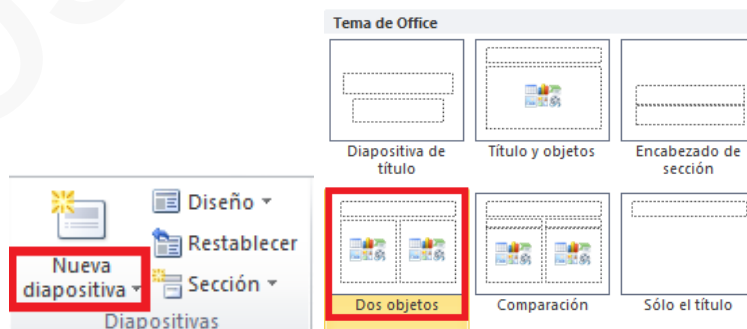 Tema de Office
Diapositiva de
título
Título y objetos
Encabezado de
sección
Dos objetos
Comparación
Sólo el título
Nueva
diapositiva
Diseño
Restablecer
Sección
Diapositivas